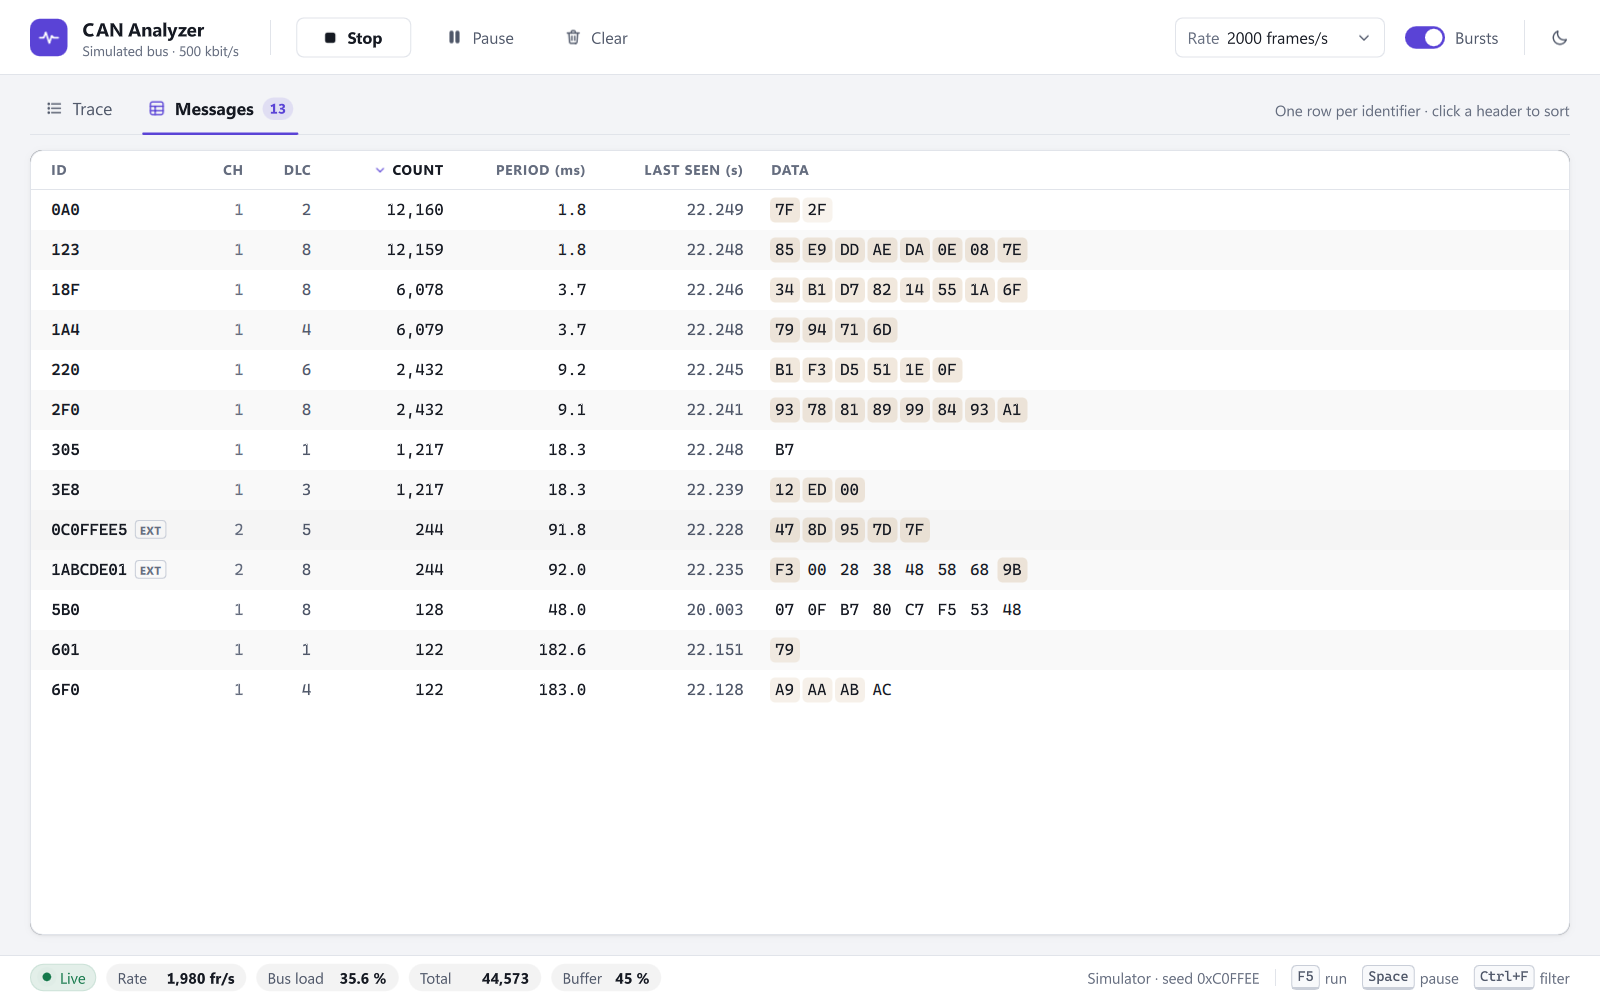 CAN Analyzer
Simulated bus · 500 kbit/s
Stop
Pause
Clear
Rate 2000 frames/s
Bursts
Trace
Messages 13
One row per identifier · click a header to sort
ID CH DLC COUNT PERIOD (ms) LAST SEEN (s) DATA
0A0 1 2 12,160 1.8 22.249 7F 2F
123 1 8 12,159 1.8 22.248 85 E9 DD AE DA 0E 08 7E
18F 1 8 6,078 3.7 22.246 34 B1 D7 82 14 55 1A 6F
1A4 1 4 6,079 3.7 22.248 79 94 71 6D
220 1 6 2,432 9.2 22.245 B1 F3 D5 51 1E 0F
2F0 1 8 2,432 9.1 22.241 93 78 81 89 99 84 93 A1
305 1 1 1,217 18.3 22.248 B7
3E8 1 3 1,217 18.3 22.239 12 ED 00
0C0FFEE5 EXT 2 5 244 91.8 22.228 47 8D 95 7D 7F
1ABCDE01 EXT 2 8 244 92.0 22.235 F3 00 28 38 48 58 68 9B
5B0 1 8 128 48.0 20.003 07 0F B7 80 C7 F5 53 48
601 1 1 122 182.6 22.151 79
6F0 1 4 122 183.0 22.128 A9 AA AB AC
Live
Rate 1,980 fr/s
Bus load 35.6 %
Total 44,573
Buffer 45 %
Simulator · seed 0xC0FFEE
F5 run
Space pause
Ctrl+F filter